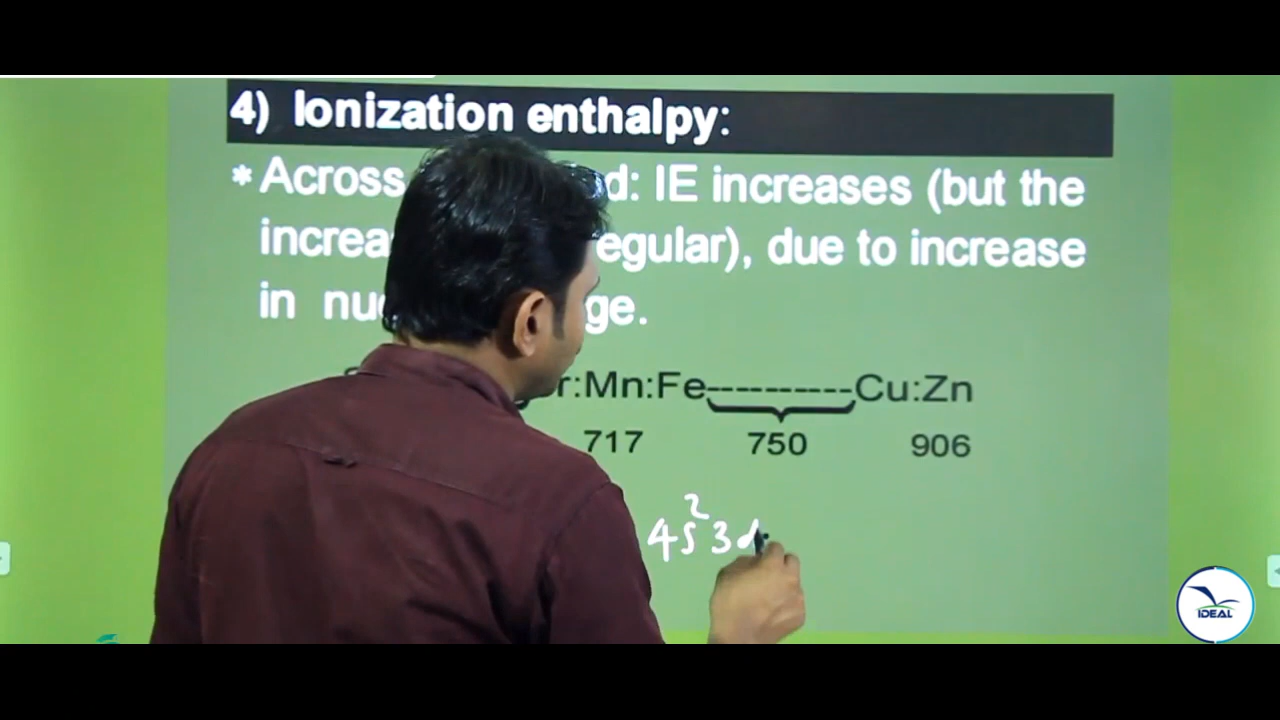 4) Ionization enthalpy:
* Across d: IE increases (but the
increa egular), due to increase
in nu ge.
r:Mn:Fe-----------Cu:Zn
717 750 906
4s² 3d
IDEAL